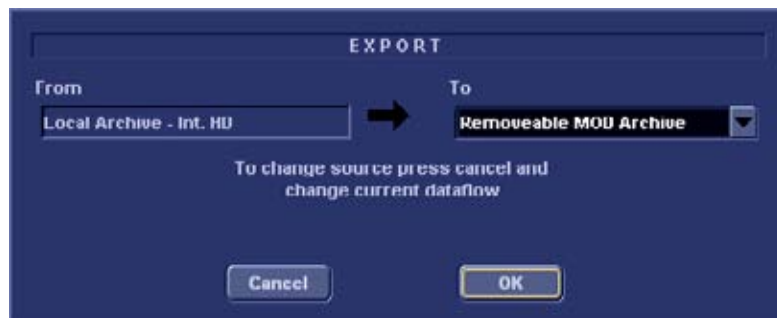 EXPORT
From
To
Local Archive - Int. HD
Removeable MOD Archive
To change source press cancel and
change current dataflow
Cancel
OK